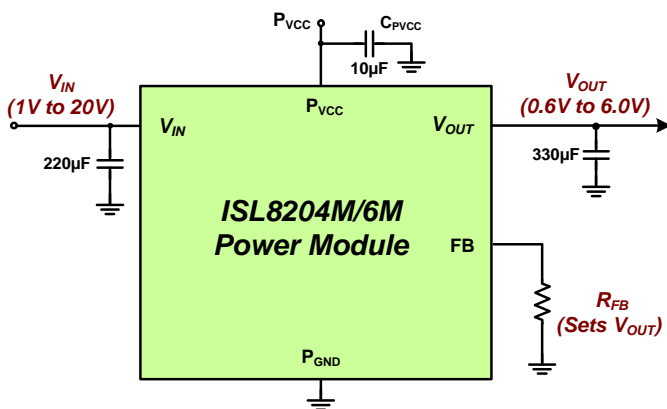 PVCC
CPVCC
10µF
VIN
(1V to 20V)
VOUT
(0.6V to 6.0V)
PVCC
VIN
VOUT
220µF
330µF
ISL8204M/6M
Power Module
FB
RFB
(Sets VOUT)
PGND